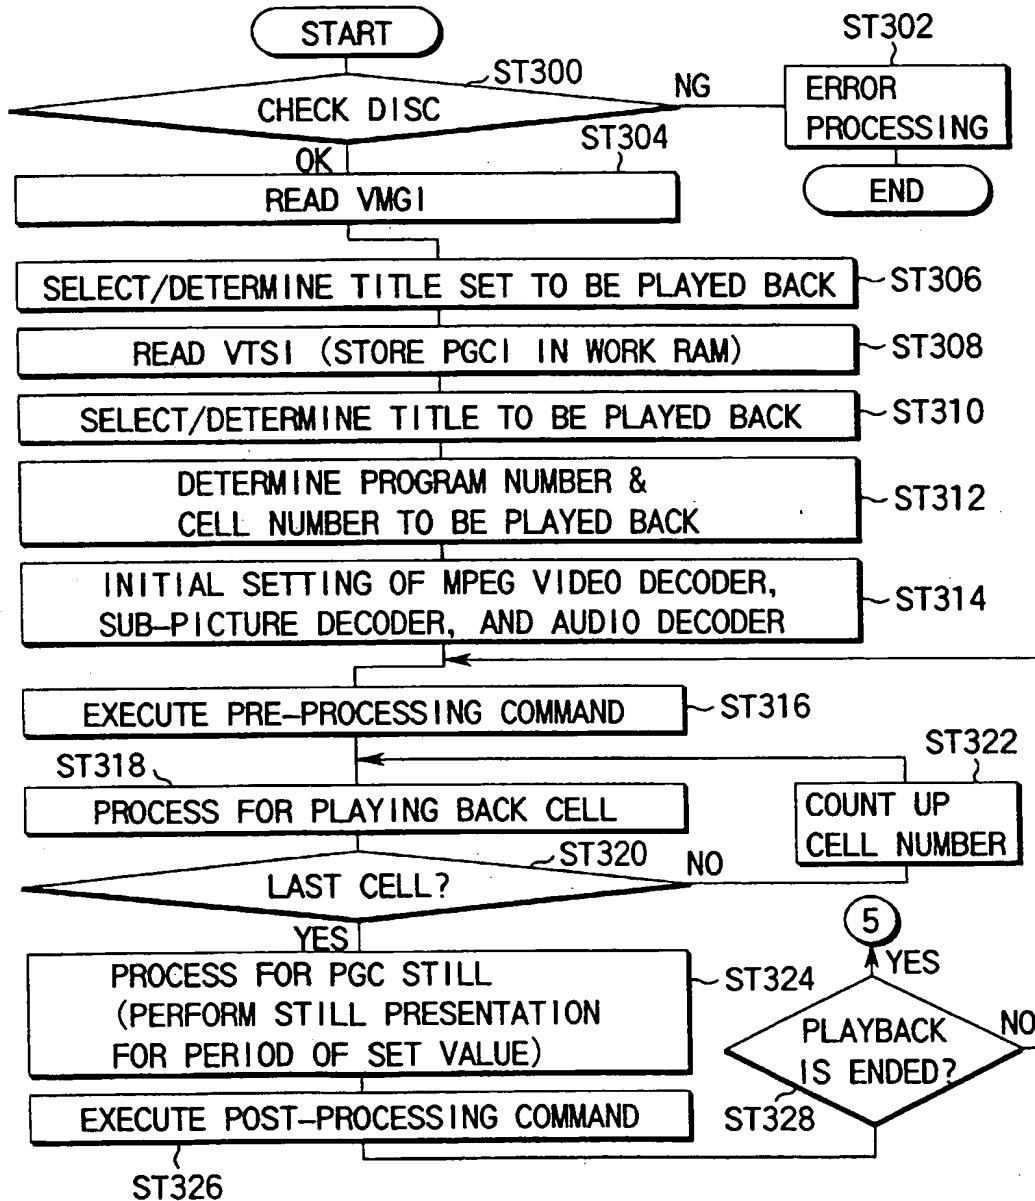 START
ST300
CHECK DISC
NG
ST302
ERROR
PROCESSING
END
OK
ST304
READ VMGI
SELECT/DETERMINE TITLE SET TO BE PLAYED BACK
ST306
READ VTSI (STORE PGCI IN WORK RAM)
ST308
SELECT/DETERMINE TITLE TO BE PLAYED BACK
ST310
DETERMINE PROGRAM NUMBER &
CELL NUMBER TO BE PLAYED BACK
ST312
INITIAL SETTING OF MPEG VIDEO DECODER,
SUB-PICTURE DECODER, AND AUDIO DECODER
ST314
EXECUTE PRE-PROCESSING COMMAND
ST316
ST318
PROCESS FOR PLAYING BACK CELL
ST322
COUNT UP
CELL NUMBER
ST320
LAST CELL?
NO
YES
PROCESS FOR PGC STILL
(PERFORM STILL PRESENTATION
FOR PERIOD OF SET VALUE)
ST324
5
YES
PLAYBACK
IS ENDED?
NO
ST328
EXECUTE POST-PROCESSING COMMAND
ST326